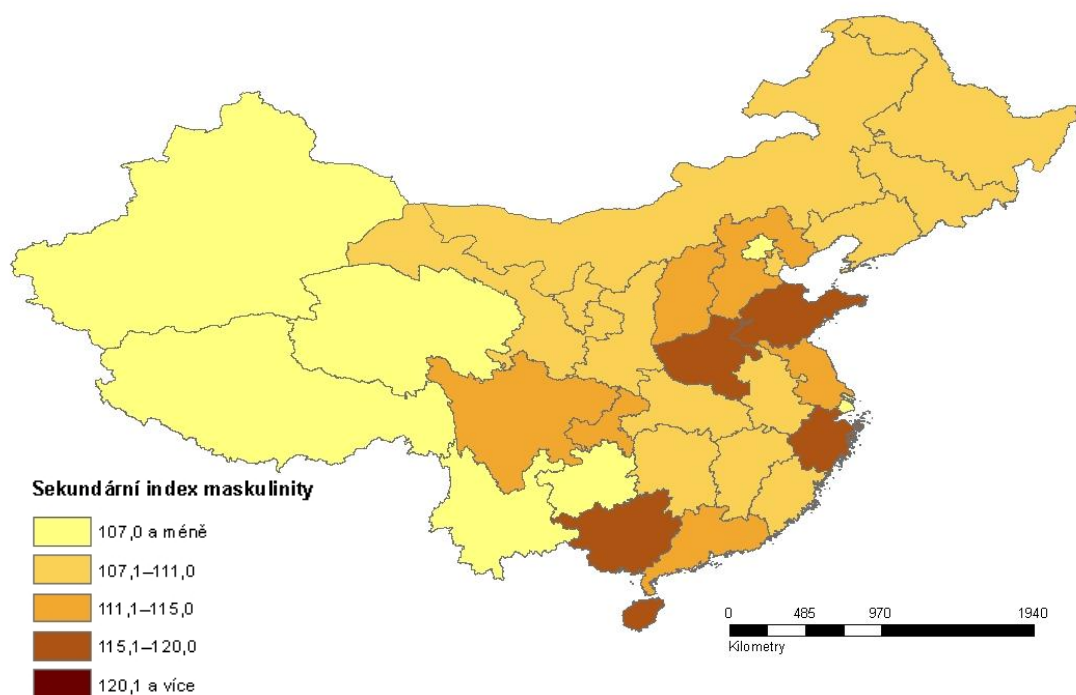 Sekundární index maskulinity
107,0 a méně
107,1–111,0
111,1–115,0
115,1–120,0
120,1 a více
0 485 970 1940
Kilometry